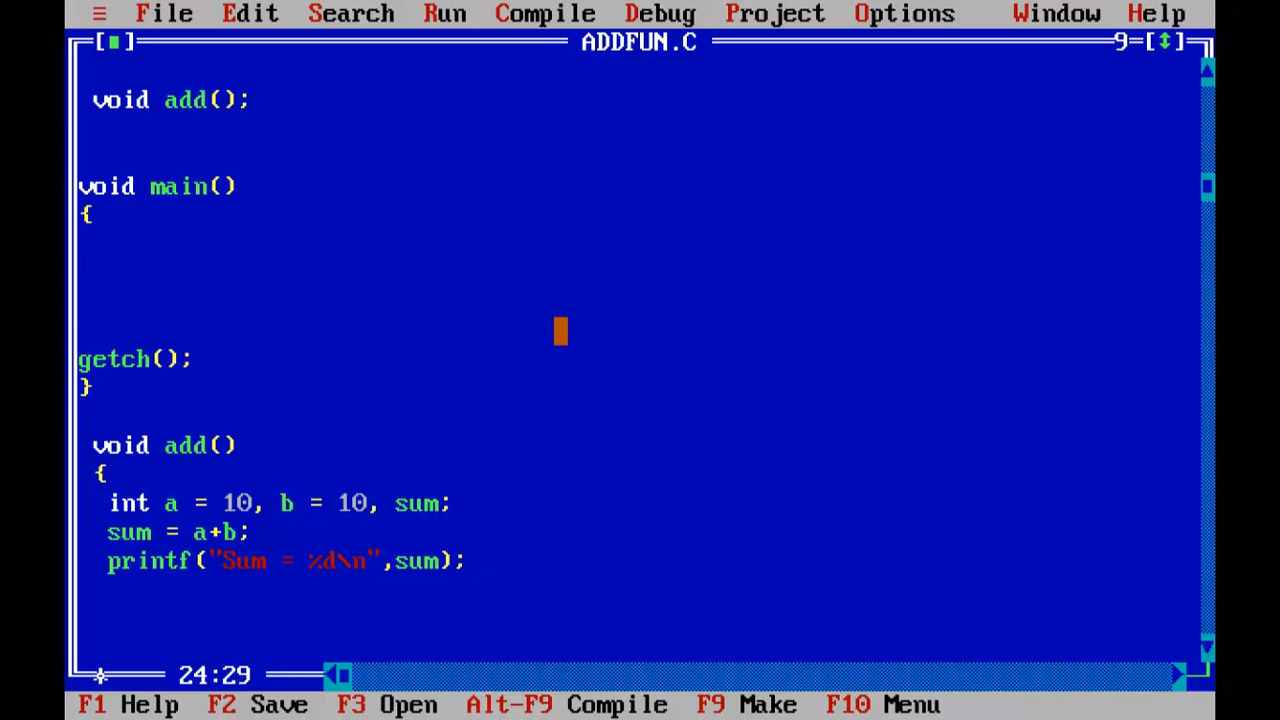 ≡ File Edit Search Run Compile Debug Project Options Window Help
[■] ADDFUN.C 9=[↕]
void add();
void main()
{
getch();
}
void add()
{
int a = 10, b = 10, sum;
sum = a+b;
printf("Sum = %d\n",sum);
24:29
F1 Help F2 Save F3 Open Alt-F9 Compile F9 Make F10 Menu